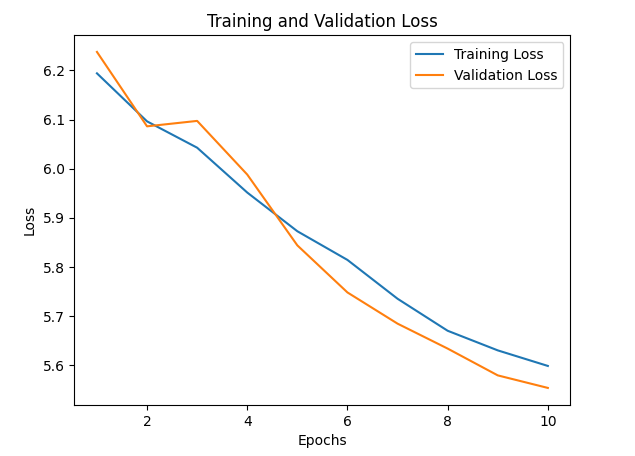 Training and Validation Loss
Training Loss
Validation Loss
6.2
6.1
6.0
5.9
5.8
5.7
5.6
Loss
2 4 6 8 10
Epochs